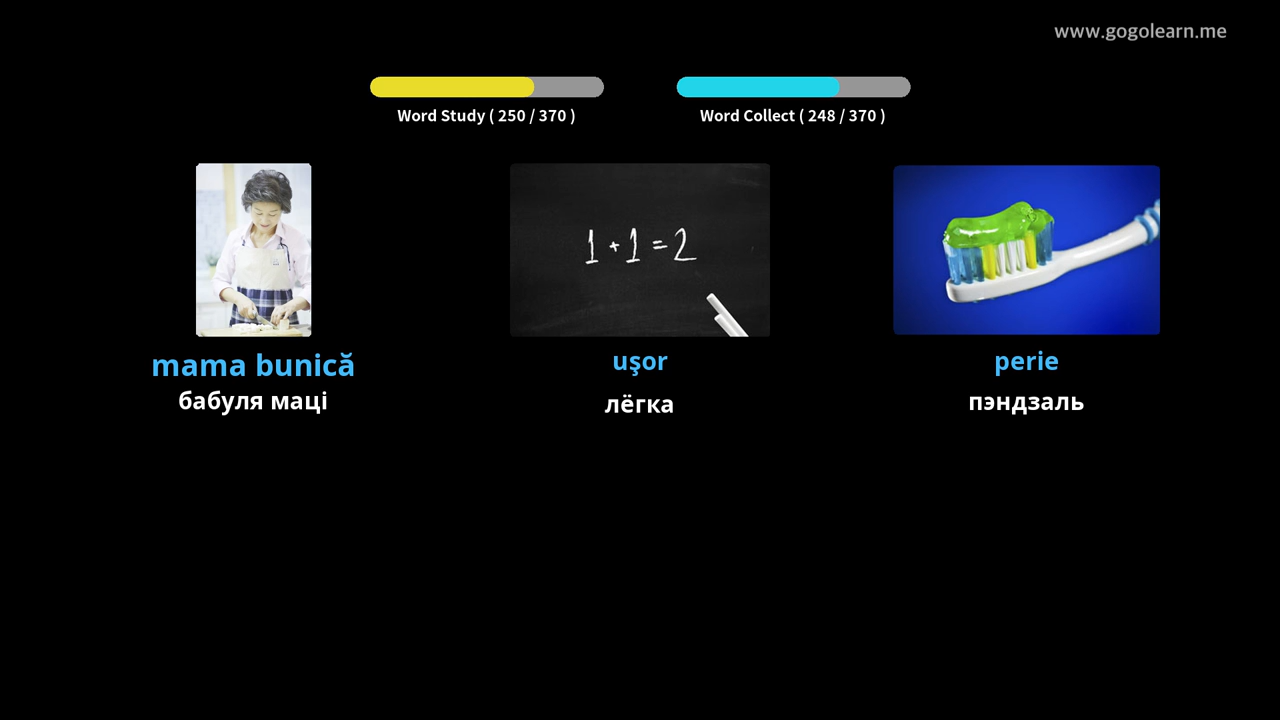 www.gogolearn.me
Word Study ( 250 / 370 )
Word Collect ( 248 / 370 )
1 + 1 = 2
mama bunică
uşor
perie
бабуля маці
лёгка
пэндзаль